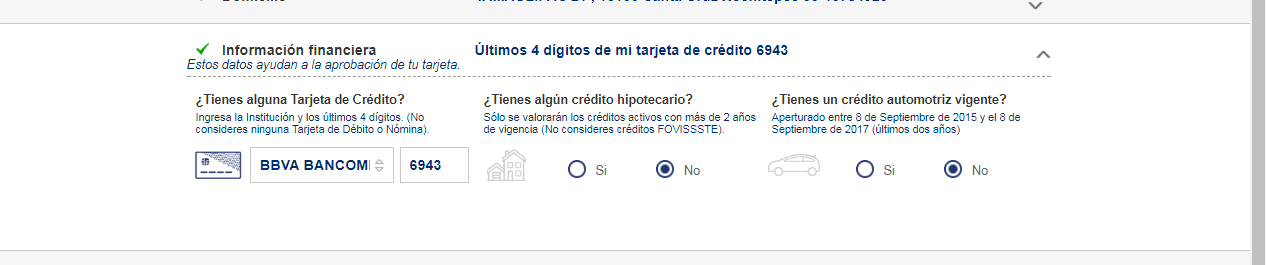 Información financiera
Últimos 4 dígitos de mi tarjeta de crédito 6943
Estos datos ayudan a la aprobación de tu tarjeta.
¿Tienes alguna Tarjeta de Crédito?
Ingresa la Institución y los últimos 4 dígitos. (No
consideres ninguna Tarjeta de Débito o Nómina).
BBVA BANCOM
6943
¿Tienes algún crédito hipotecario?
Sólo se valorarán los créditos activos con más de 2 años
de vigencia (No consideres créditos FOVISSSTE).
Si
No
¿Tienes un crédito automotriz vigente?
Aperturado entre 8 de Septiembre de 2015 y el 8 de
Septiembre de 2017 (últimos dos años)
Si
No